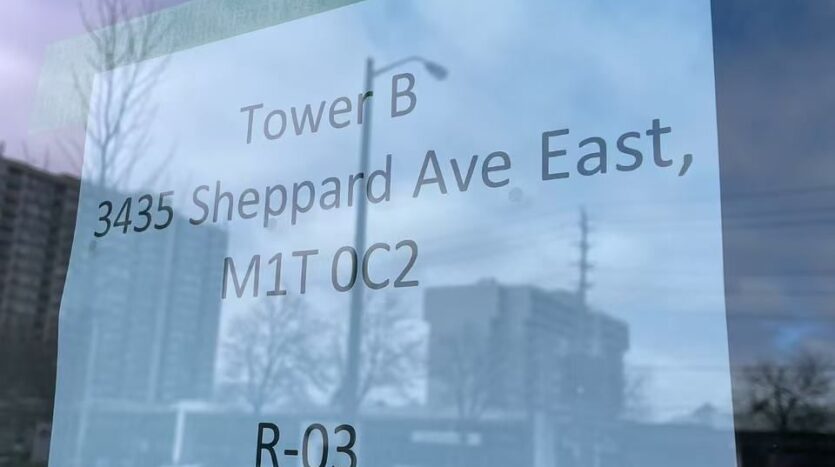 Tower B
3435 Sheppard Ave East,
M1T 0C2
R-03